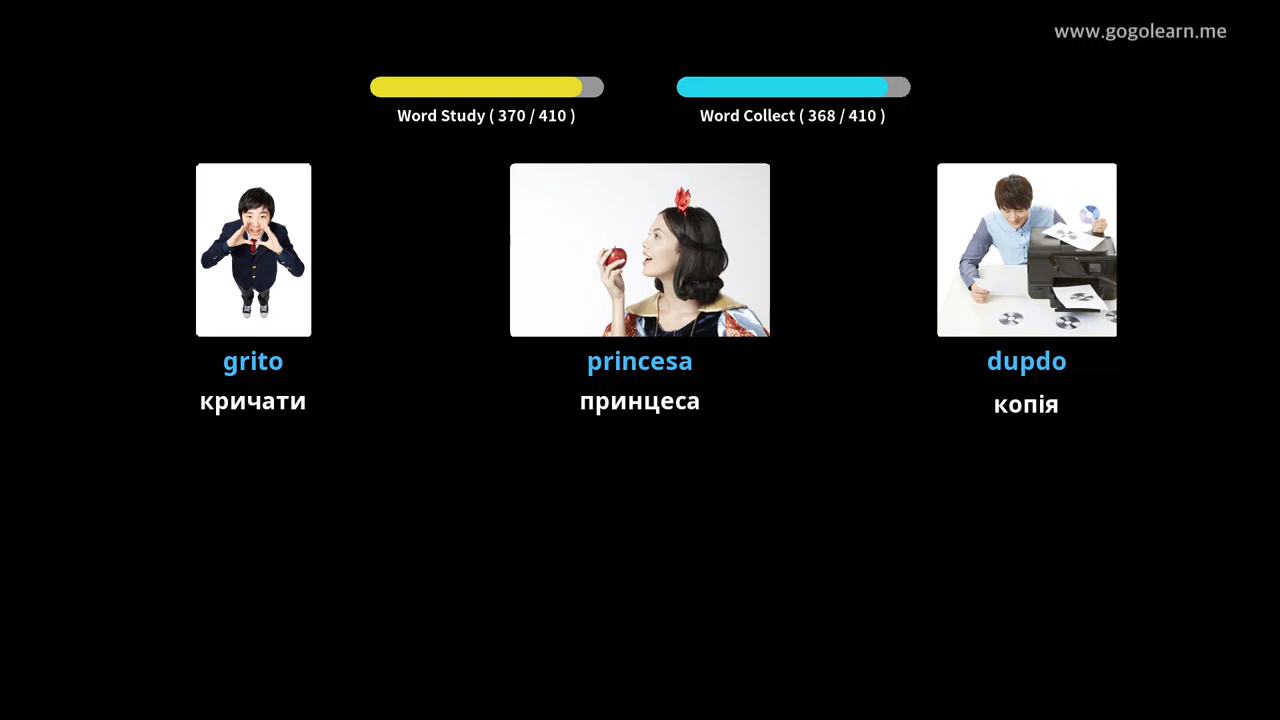 www.gogolearn.me
Word Study ( 370 / 410 )
Word Collect ( 368 / 410 )
grito
princesa
dupdo
кричати
принцеса
копія